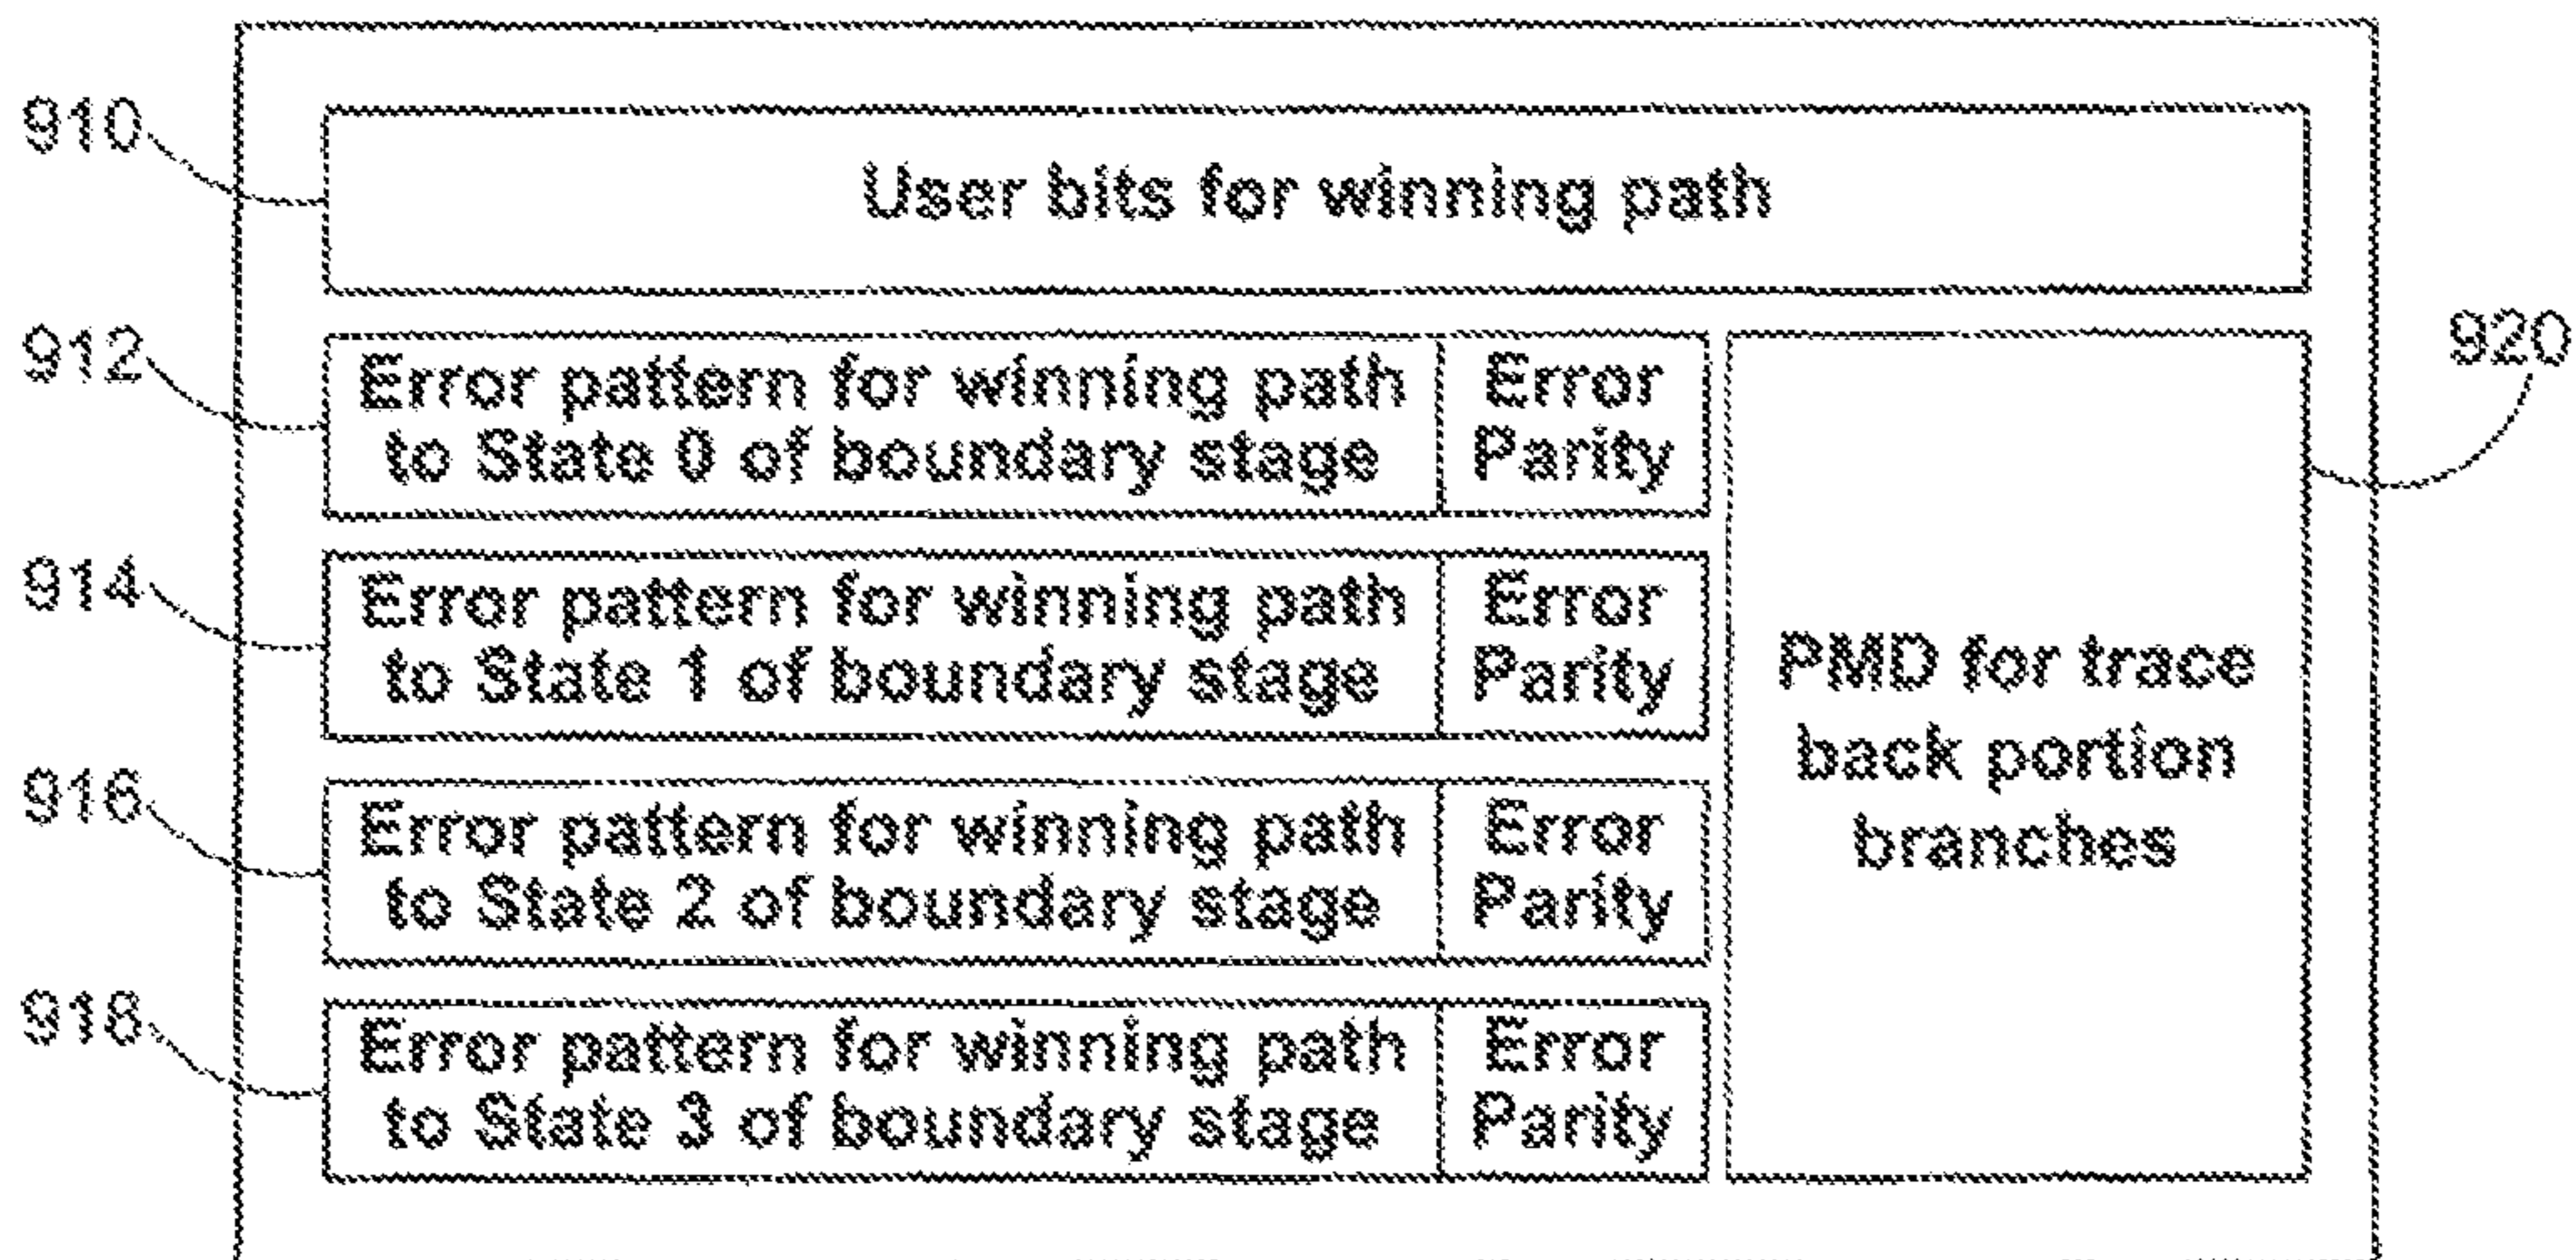 910
User bits for winning path
912
Error pattern for winning path
to State 0 of boundary stage
Error
Parity
920
914
Error pattern for winning path
to State 1 of boundary stage
Error
Parity
PMD for trace
back portion
branches
916
Error pattern for winning path
to State 2 of boundary stage
Error
Parity
918
Error pattern for winning path
to State 3 of boundary stage
Error
Parity